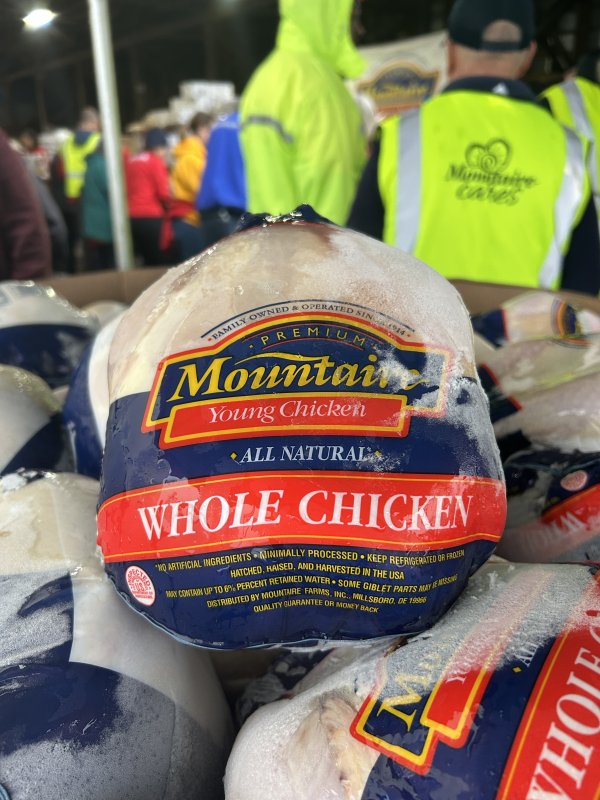 Mountaire
CARES
FAMILY OWNED & OPERATED SINCE 1914
• PREMIUM •
Mountaire
Young Chicken
• ALL NATURAL* •
WHOLE CHICKEN
*NO ARTIFICIAL INGREDIENTS • MINIMALLY PROCESSED • KEEP REFRIGERATED OR FROZEN
HATCHED, RAISED, AND HARVESTED IN THE USA
MAY CONTAIN UP TO 6% PERCENT RETAINED WATER • SOME GIBLET PARTS MAY BE MISSING
DISTRIBUTED BY MOUNTAIRE FARMS, INC., MILLSBORO, DE 19966
QUALITY GUARANTEE OR MONEY BACK
Young
WHOLE